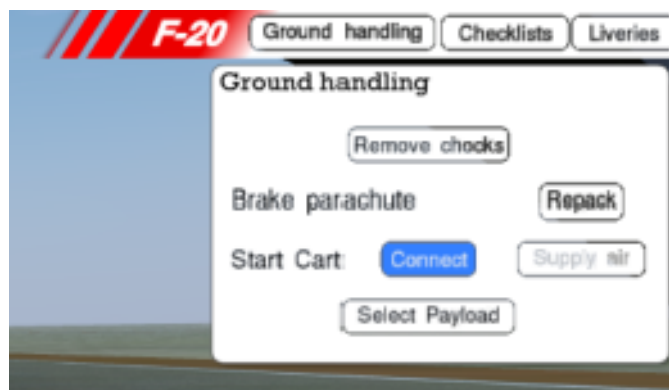 F-20 Ground handling Checklists Liveries
Ground handling
Remove chocks
Brake parachute Repack
Start Cart: Connect Supply air
Select Payload